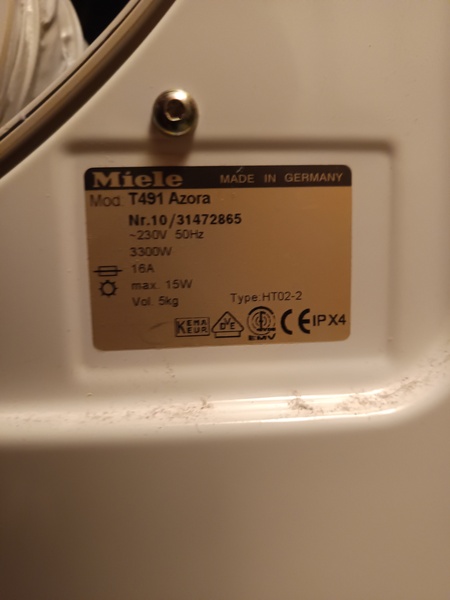 Miele MADE IN GERMANY
Mod. T491 Azora
Nr.10/31472865
~230V 50Hz
3300W
16A
max. 15W
Vol. 5kg Type:HT02-2
KEMA KEUR VDE EMV CE IPX4